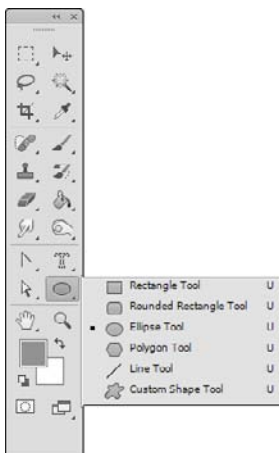 Rectangle Tool U
Rounded Rectangle Tool U
Ellipse Tool U
Polygon Tool U
Line Tool U
Custom Shape Tool U